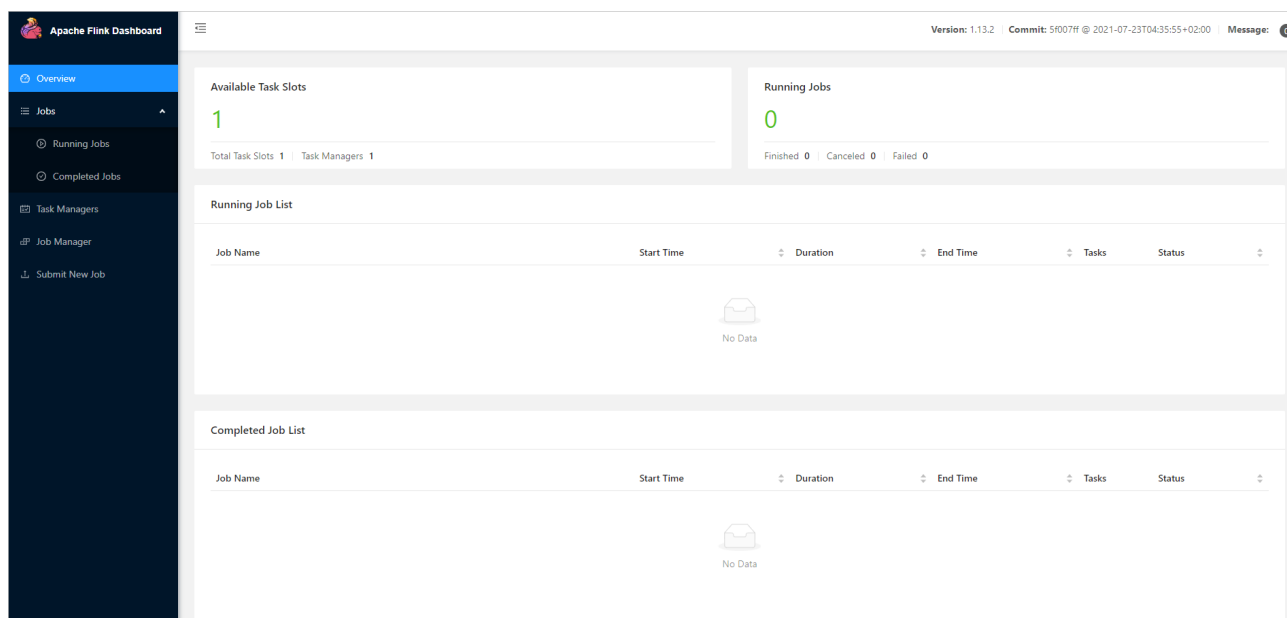 Apache Flink Dashboard
Version: 1.13.2 Commit: 5f007ff @ 2021-07-23T04:35:55+02:00 Message:
Overview
Jobs
Running Jobs
Completed Jobs
Task Managers
Job Manager
Submit New Job
Available Task Slots
1
Total Task Slots 1 Task Managers 1
Running Jobs
0
Finished 0 Canceled 0 Failed 0
Running Job List
Job Name Start Time Duration End Time Tasks Status
No Data
Completed Job List
Job Name Start Time Duration End Time Tasks Status
No Data